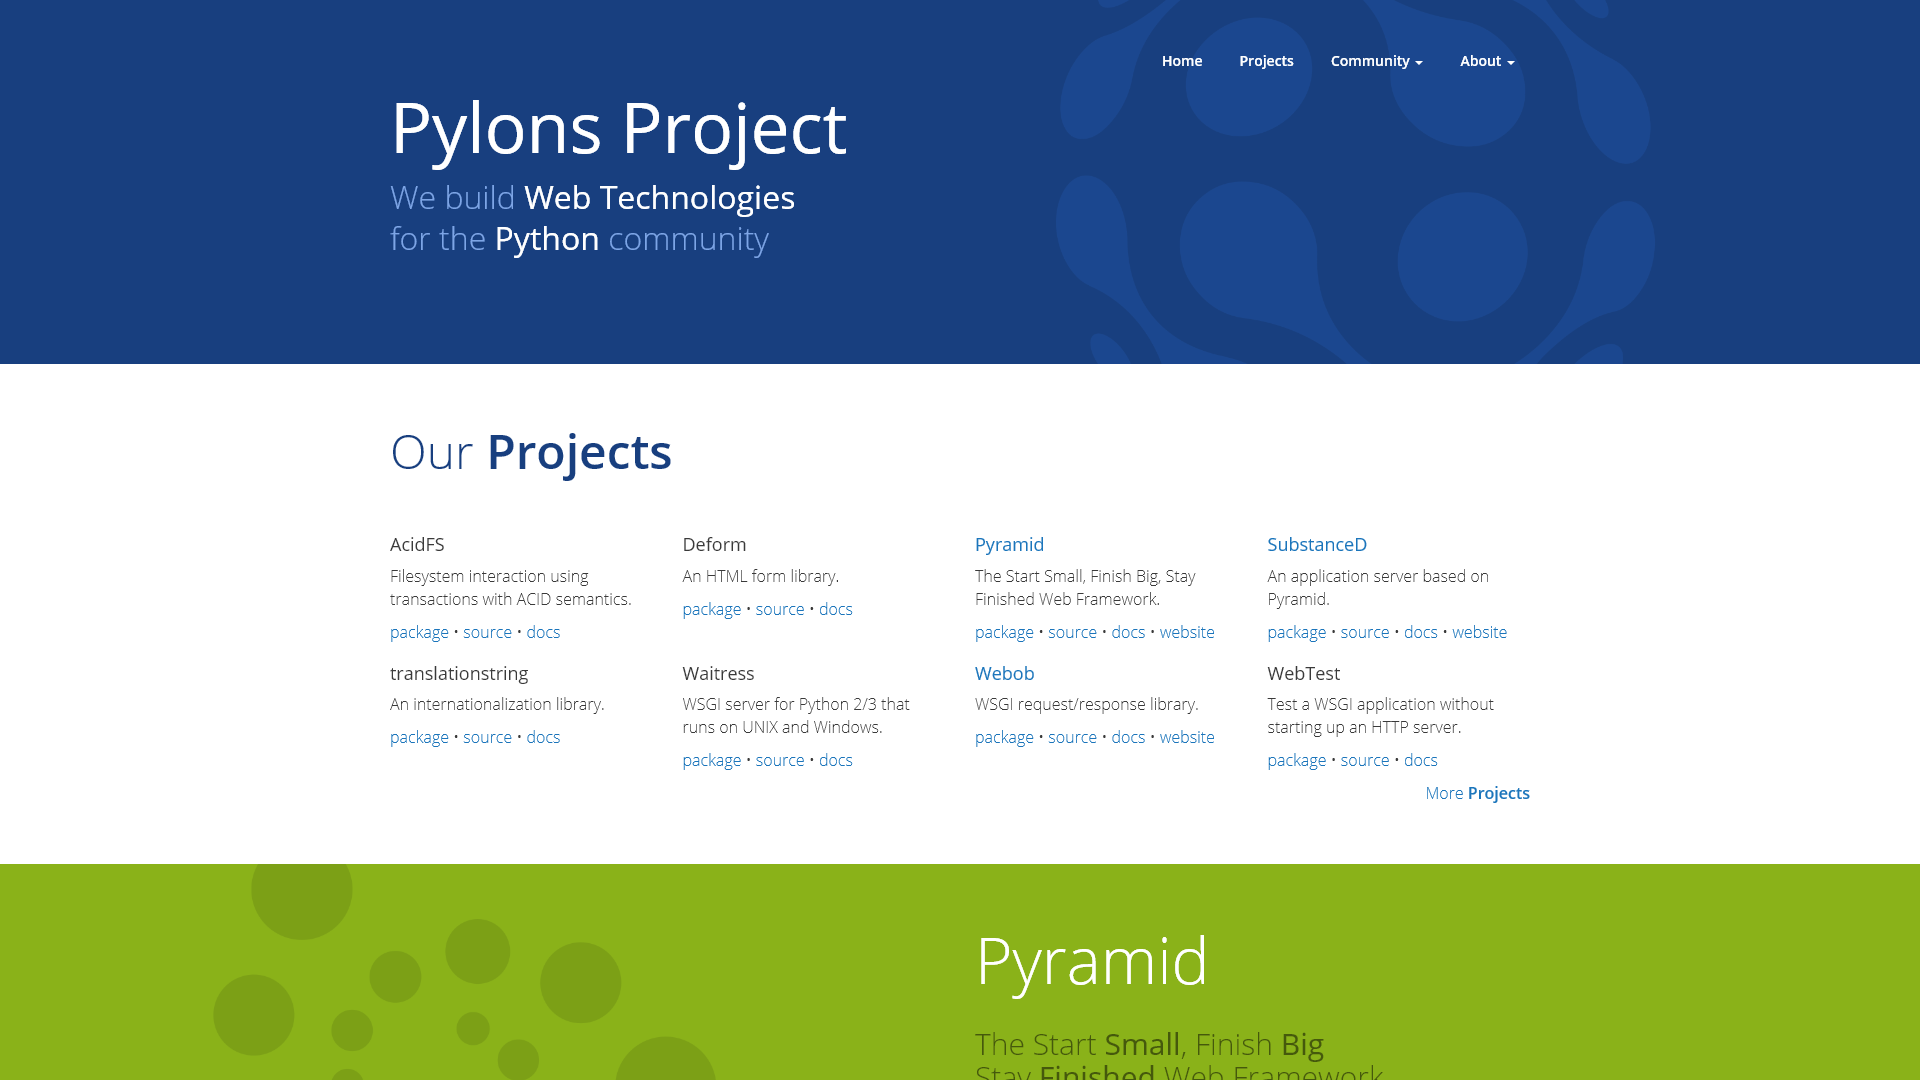 Home Projects Community About
Pylons Project
We build Web Technologies
for the Python community
Our Projects
AcidFS
Filesystem interaction using
transactions with ACID semantics.
package • source • docs
Deform
An HTML form library.
package • source • docs
Pyramid
The Start Small, Finish Big, Stay
Finished Web Framework.
package • source • docs • website
SubstanceD
An application server based on
Pyramid.
package • source • docs • website
translationstring
An internationalization library.
package • source • docs
Waitress
WSGI server for Python 2/3 that
runs on UNIX and Windows.
package • source • docs
Webob
WSGI request/response library.
package • source • docs • website
WebTest
Test a WSGI application without
starting up an HTTP server.
package • source • docs
More Projects
Pyramid
The Start Small, Finish Big
Stay Finished Web Framework